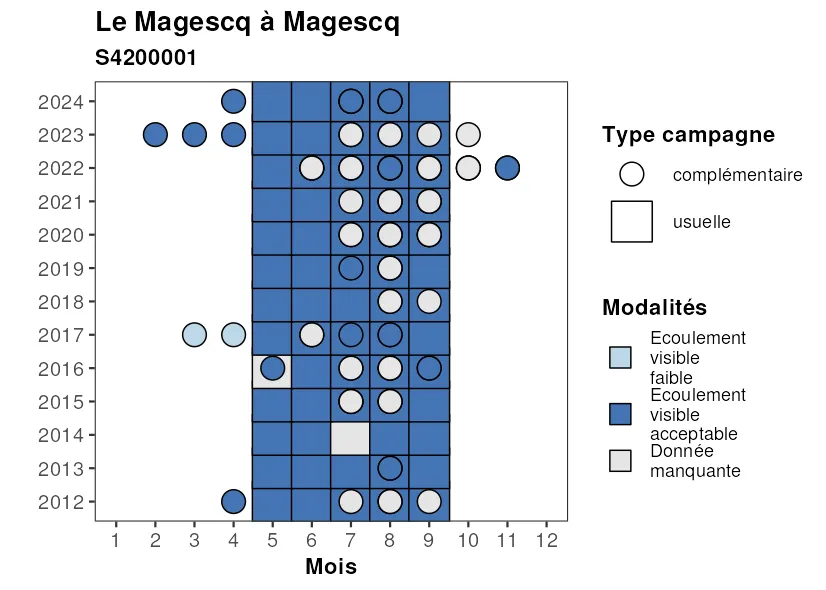 Le Magescq à Magescq
S4200001
2024
2023
2022
2021
2020
2019
2018
2017
2016
2015
2014
2013
2012
1 2 3 4 5 6 7 8 9 10 11 12
Mois
Type campagne
complémentaire
usuelle
Modalités
Ecoulement
visible
faible
Ecoulement
visible
acceptable
Donnée
manquante